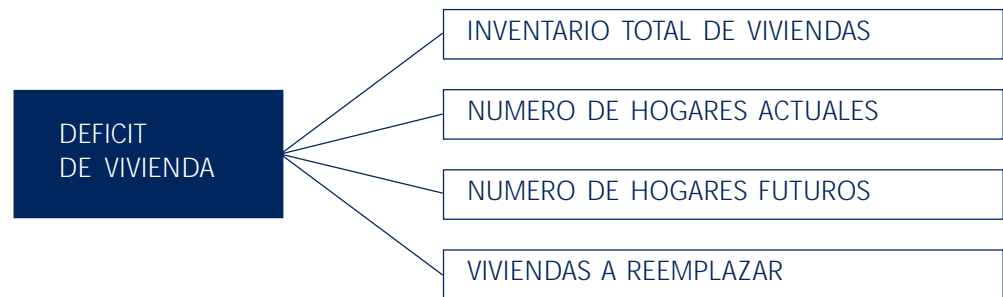 INVENTARIO TOTAL DE VIVIENDAS
NUMERO DE HOGARES ACTUALES
DEFICIT
DE VIVIENDA
NUMERO DE HOGARES FUTUROS
VIVIENDAS A REEMPLAZAR